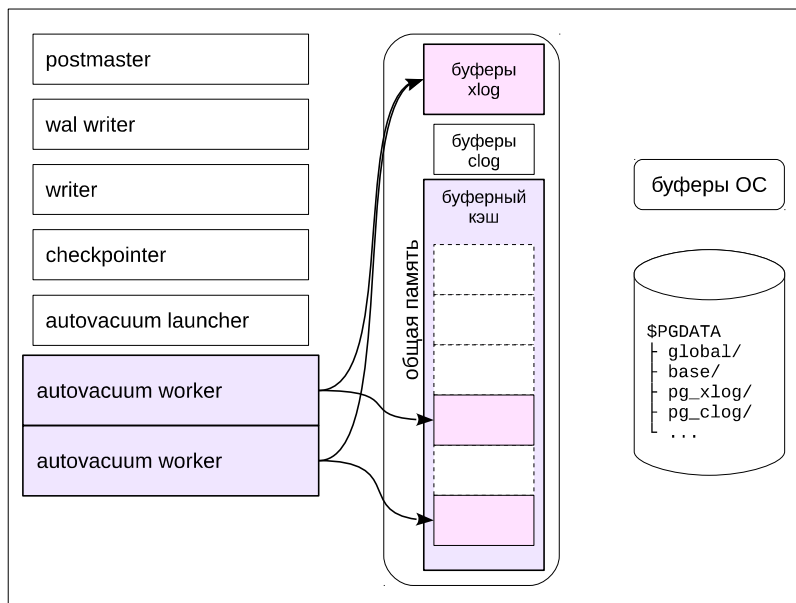 postmaster
wal writer
writer
checkpointer
autovacuum launcher
autovacuum worker
autovacuum worker
общая память
буферы
xlog
буферы
clog
буферный
кэш
буферы ОС
$PGDATA
├ global/
├ base/
├ pg_xlog/
├ pg_clog/
└ ...